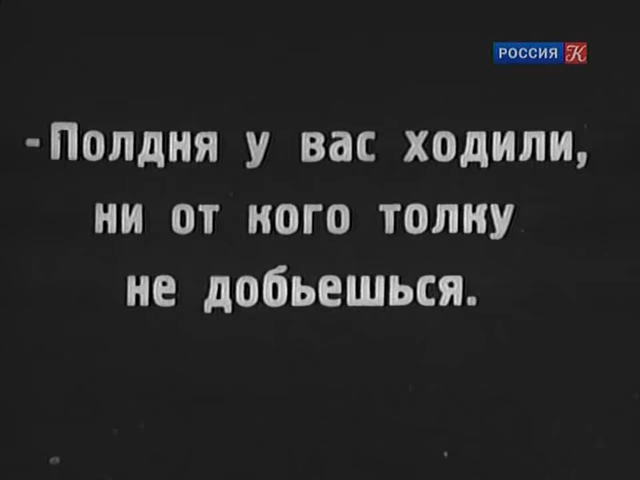 РОССИЯ К
-Полдня у вас ходили,
ни от кого толку
не добьешься.